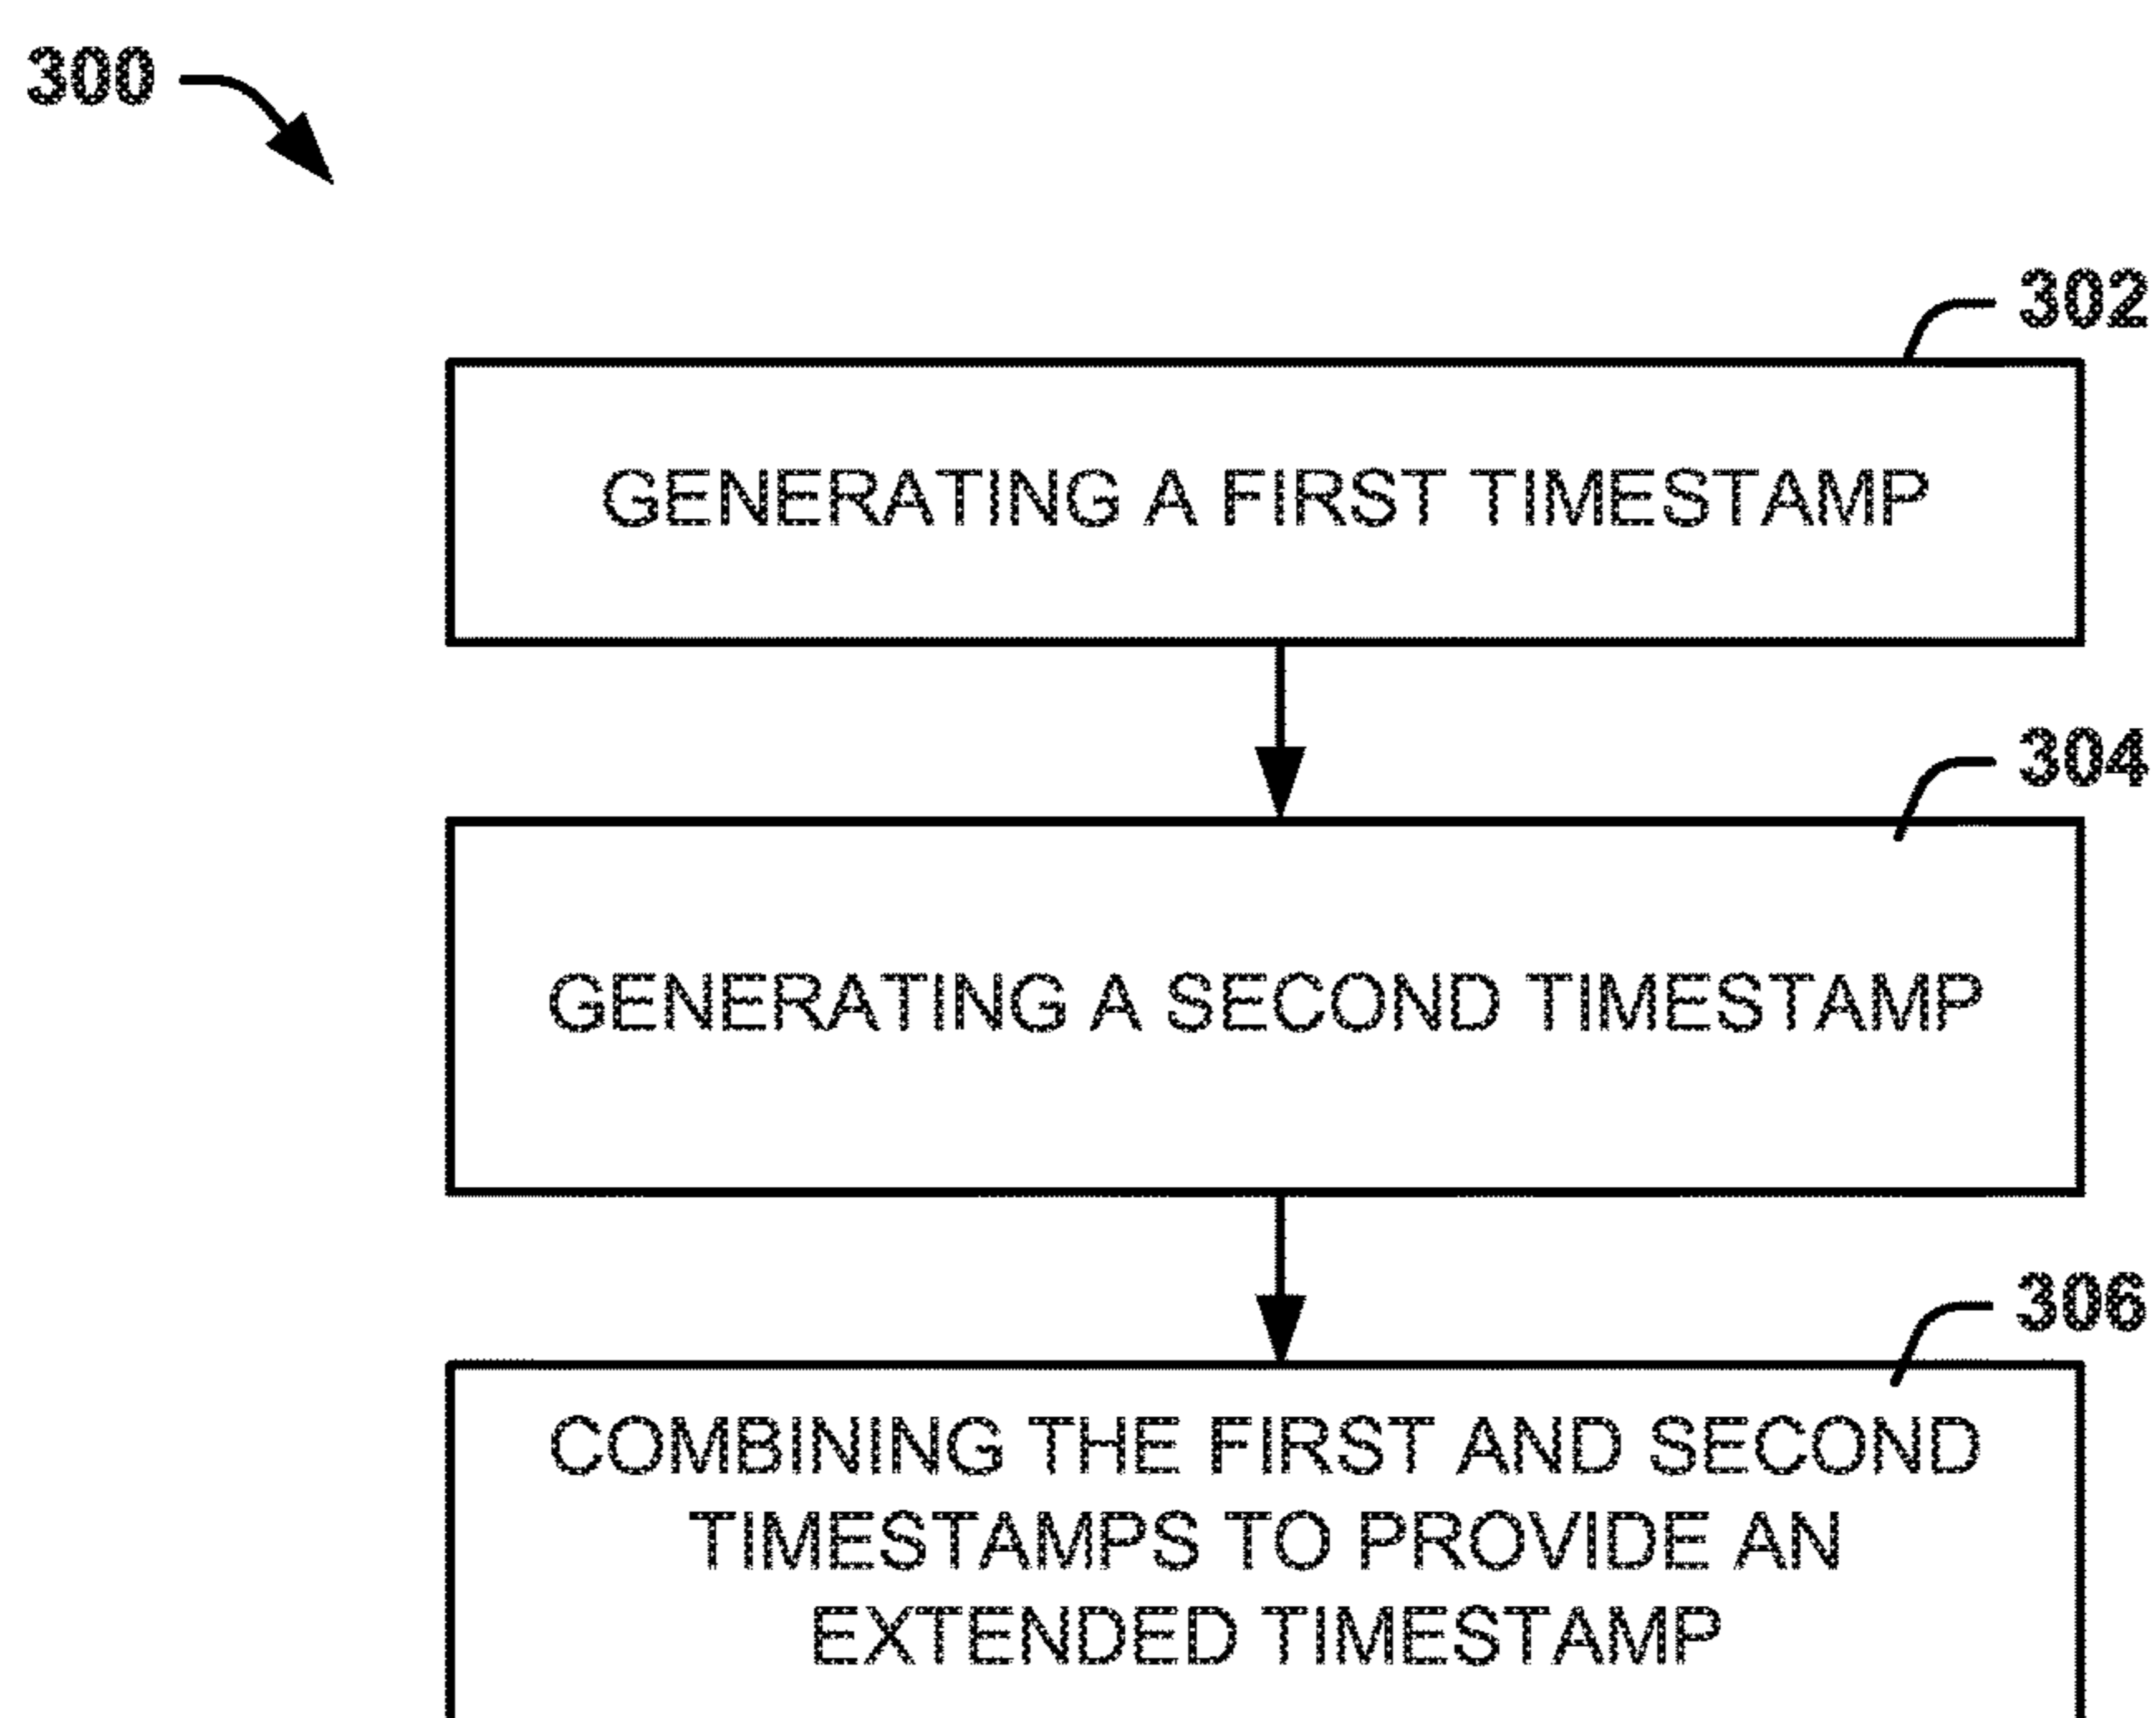 300
302
GENERATING A FIRST TIMESTAMP
304
GENERATING A SECOND TIMESTAMP
306
COMBINING THE FIRST AND SECOND
TIMESTAMPS TO PROVIDE AN
EXTENDED TIMESTAMP